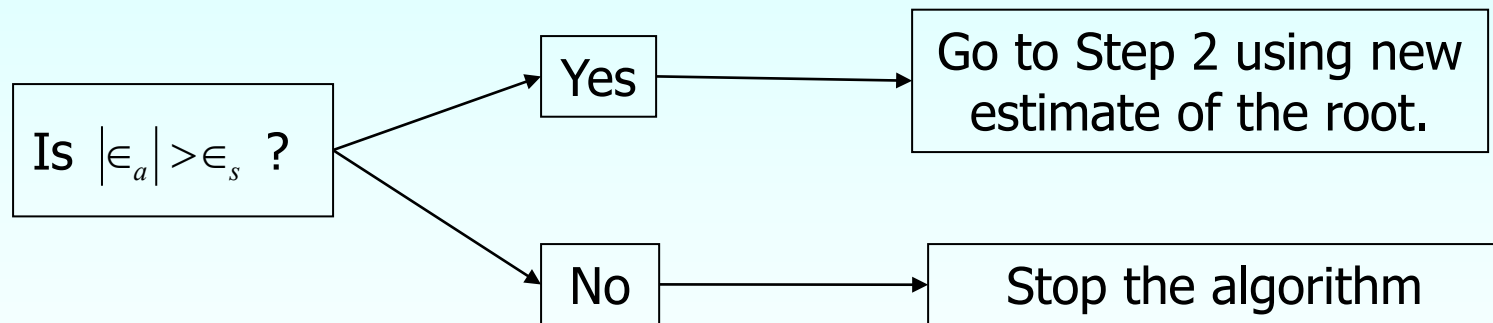 Is |∈ₐ| >∈ₛ ?
Yes
Go to Step 2 using new
estimate of the root.
No
Stop the algorithm